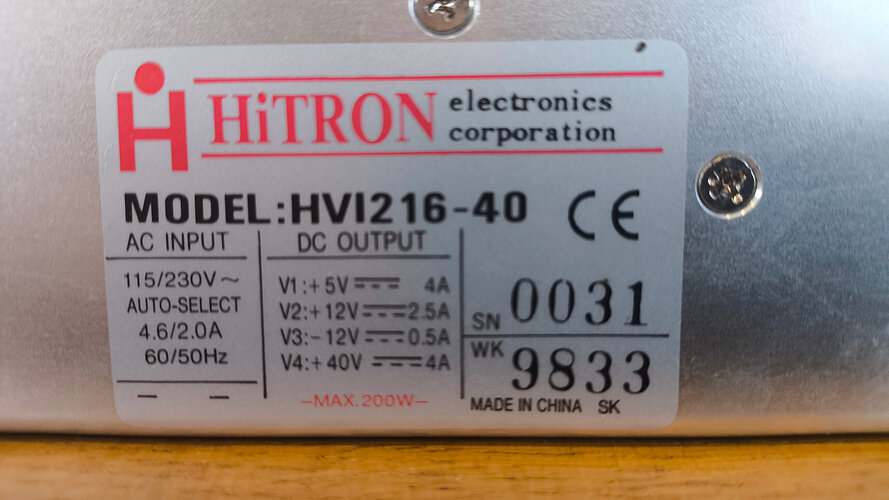 HiTRON electronics
corporation
MODEL:HVI216-40 CE
AC INPUT
115/230V~
AUTO-SELECT
4.6/2.0A
60/50Hz
DC OUTPUT
V1:+5V 4A
V2:+12V 2.5A
V3:-12V 0.5A
V4:+40V 4A
-MAX.200W-
SN 0031
WK 9833
MADE IN CHINA SK